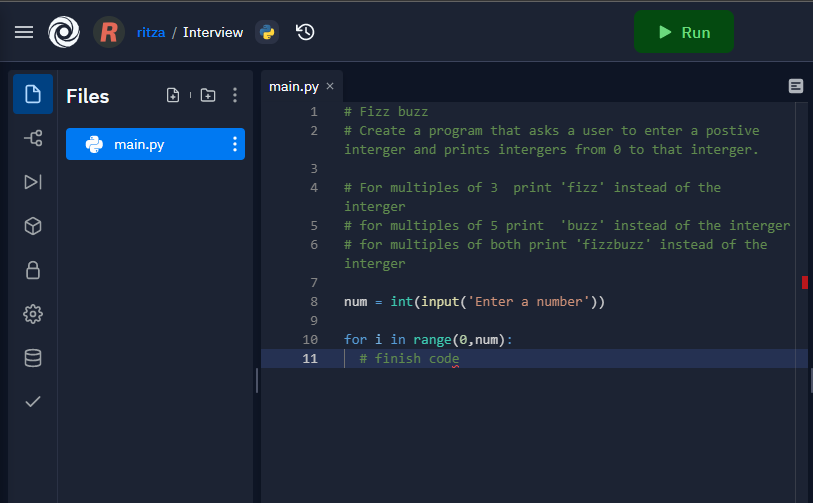 R ritza / Interview Run
Files
main.py
main.py ×
1 # Fizz buzz
2 # Create a program that asks a user to enter a postive
interger and prints intergers from 0 to that interger.
3
4 # For multiples of 3  print 'fizz' instead of the
interger
5 # for multiples of 5 print  'buzz' instead of the interger
6 # for multiples of both print 'fizzbuzz' instead of the
interger
7
8 num = int(input('Enter a number'))
9
10 for i in range(0,num):
11   # finish code